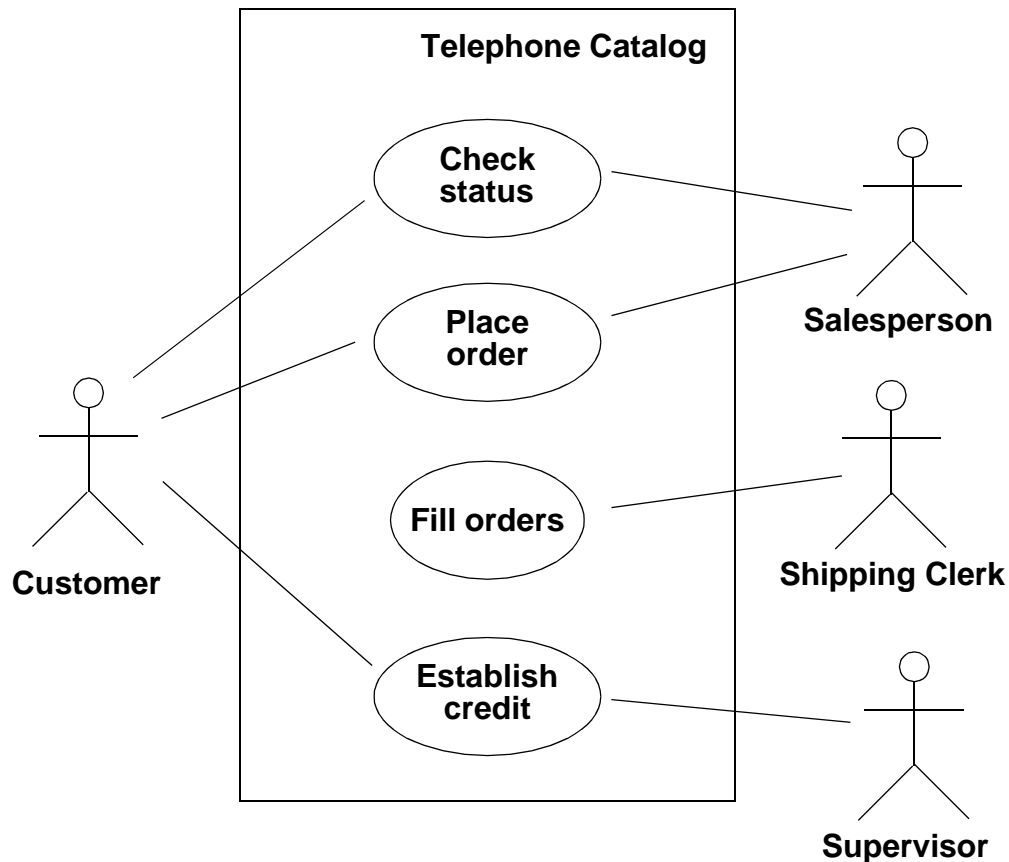 Telephone Catalog
Check
status
Place
order
Salesperson
Fill orders
Customer
Shipping Clerk
Establish
credit
Supervisor